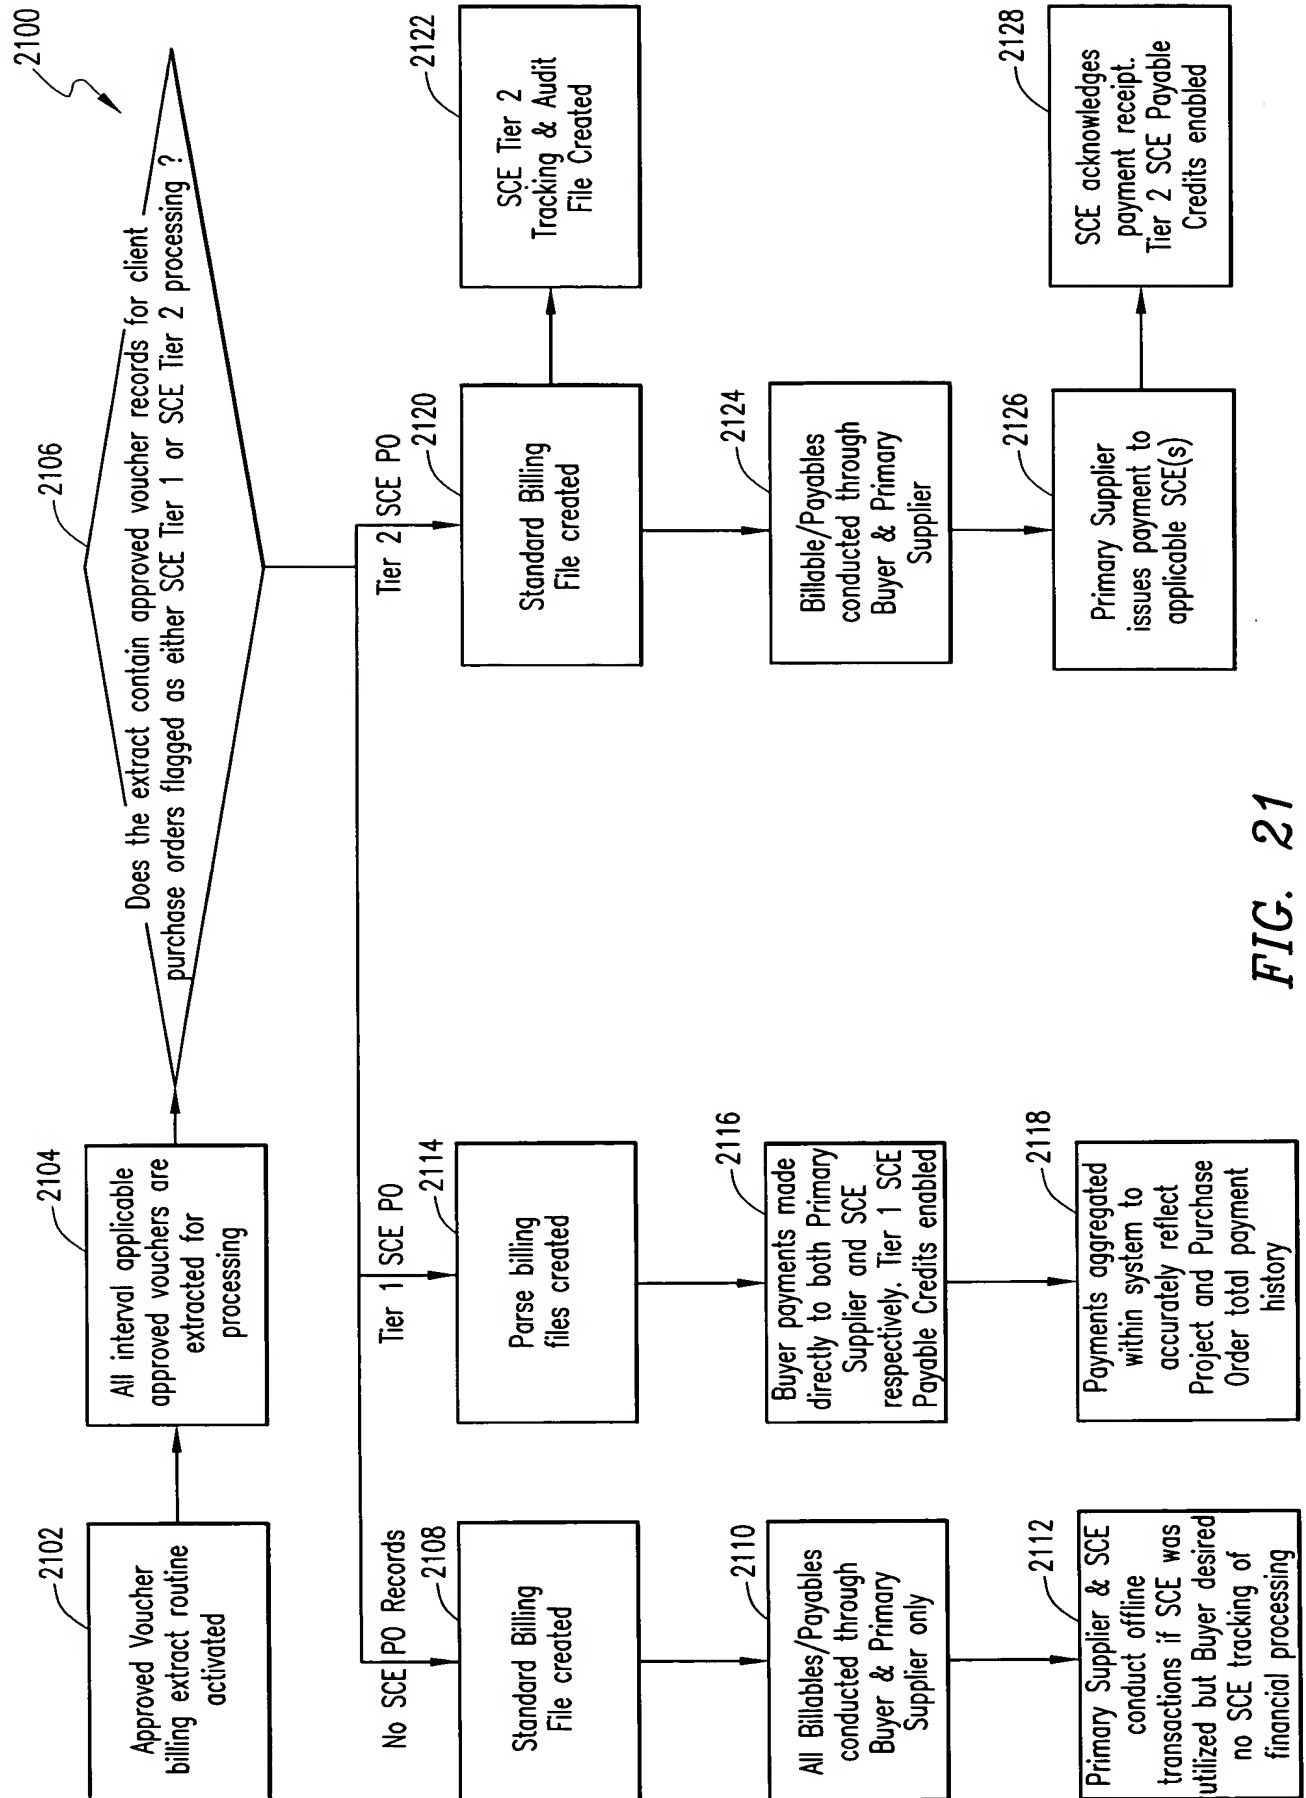 2100
2102
Approved Voucher
billing extract routine
activated
2104
All interval applicable
approved vouchers are
extracted for
processing
2106
Does the extract contain approved voucher records for client
purchase orders flagged as either SCE Tier 1 or SCE Tier 2 processing ?
No SCE PO Records
2108
Standard Billing
File created
2110
All Billables/Payables
conducted through
Buyer & Primary
Supplier only
2112
Primary Supplier & SCE
conduct offline
transactions if SCE was
utilized but Buyer desired
no SCE tracking of
financial processing
Tier 1 SCE PO
2114
Parse billing
files created
2116
Buyer payments made
directly to both Primary
Supplier and SCE
respectively. Tier 1 SCE
Payable Credits enabled
2118
Payments aggregated
within system to
accurately reflect
Project and Purchase
Order total payment
history
Tier 2 SCE PO
2120
Standard Billing
File created
2122
SCE Tier 2
Tracking & Audit
File Created
2124
Billable/Payables
conducted through
Buyer & Primary
Supplier
2126
Primary Supplier
issues payment to
applicable SCE(s)
2128
SCE acknowledges
payment receipt.
Tier 2 SCE Payable
Credits enabled
FIG. 21